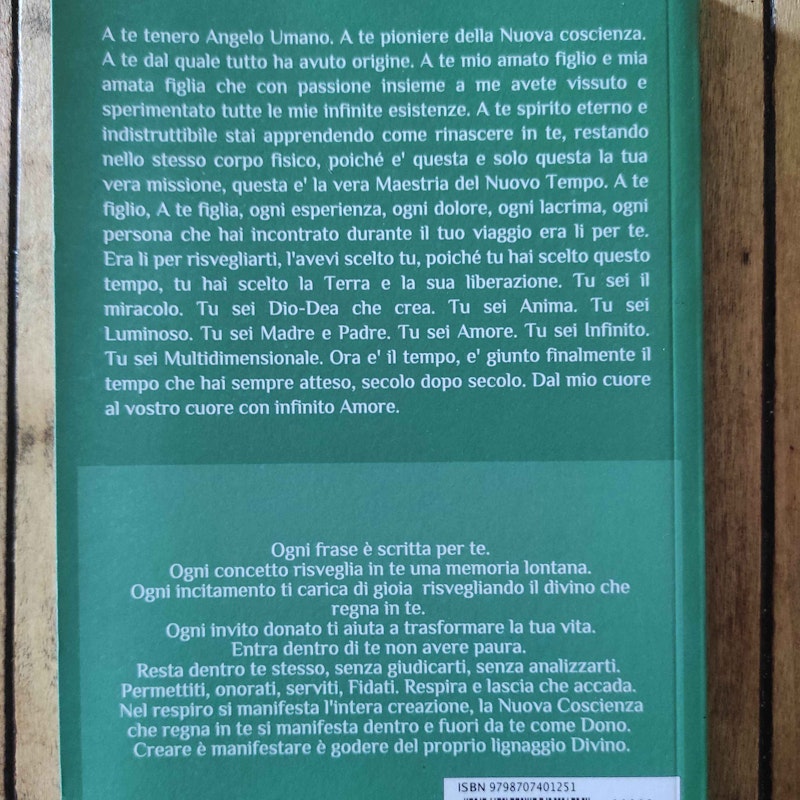 A te tenero Angelo Umano. A te pioniere della Nuova coscienza.
A te dal quale tutto ha avuto origine. A te mio amato figlio e mia
amata figlia che con passione insieme a me avete vissuto e
sperimentato tutte le mie infinite esistenze. A te spirito eterno e
indistruttibile stai apprendendo come rinascere in te, restando
nello stesso corpo fisico, poiché e' questa e solo questa la tua
vera missione, questa e' la vera Maestria del Nuovo Tempo. A te
figlio, A te figlia, ogni esperienza, ogni dolore, ogni lacrima, ogni
persona che hai incontrato durante il tuo viaggio era li per te.
Era li per risvegliarti, l'avevi scelto tu, poiché tu hai scelto questo
tempo, tu hai scelto la Terra e la sua liberazione. Tu sei il
miracolo. Tu sei Dio-Dea che crea. Tu sei Anima. Tu sei
Luminoso. Tu sei Madre e Padre. Tu sei Amore. Tu sei Infinito.
Tu sei Multidimensionale. Ora e' il tempo, e' giunto finalmente il
tempo che hai sempre atteso, secolo dopo secolo. Dal mio cuore
al vostro cuore con infinito Amore.
Ogni frase è scritta per te.
Ogni concetto risveglia in te una memoria lontana.
Ogni incitamento ti carica di gioia risvegliando il divino che
regna in te.
Ogni invito donato ti aiuta a trasformare la tua vita.
Entra dentro di te non avere paura.
Resta dentro te stesso, senza giudicarti, senza analizzarti.
Permettiti, onorati, serviti, Fidati. Respira e lascia che accada.
Nel respiro si manifesta l'intera creazione, la Nuova Coscienza
che regna in te si manifesta dentro e fuori da te come Dono.
Creare è manifestare è godere del proprio lignaggio Divino.
ISBN 9798707401251